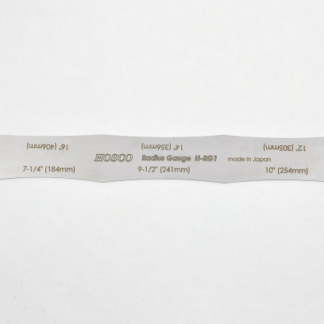 16" (406mm)
14" (356mm)
12" (305mm)
HOSCO Radius Gauge H-RG1 made in Japan
7-1/4" (184mm)
9-1/2" (241mm)
10" (254mm)